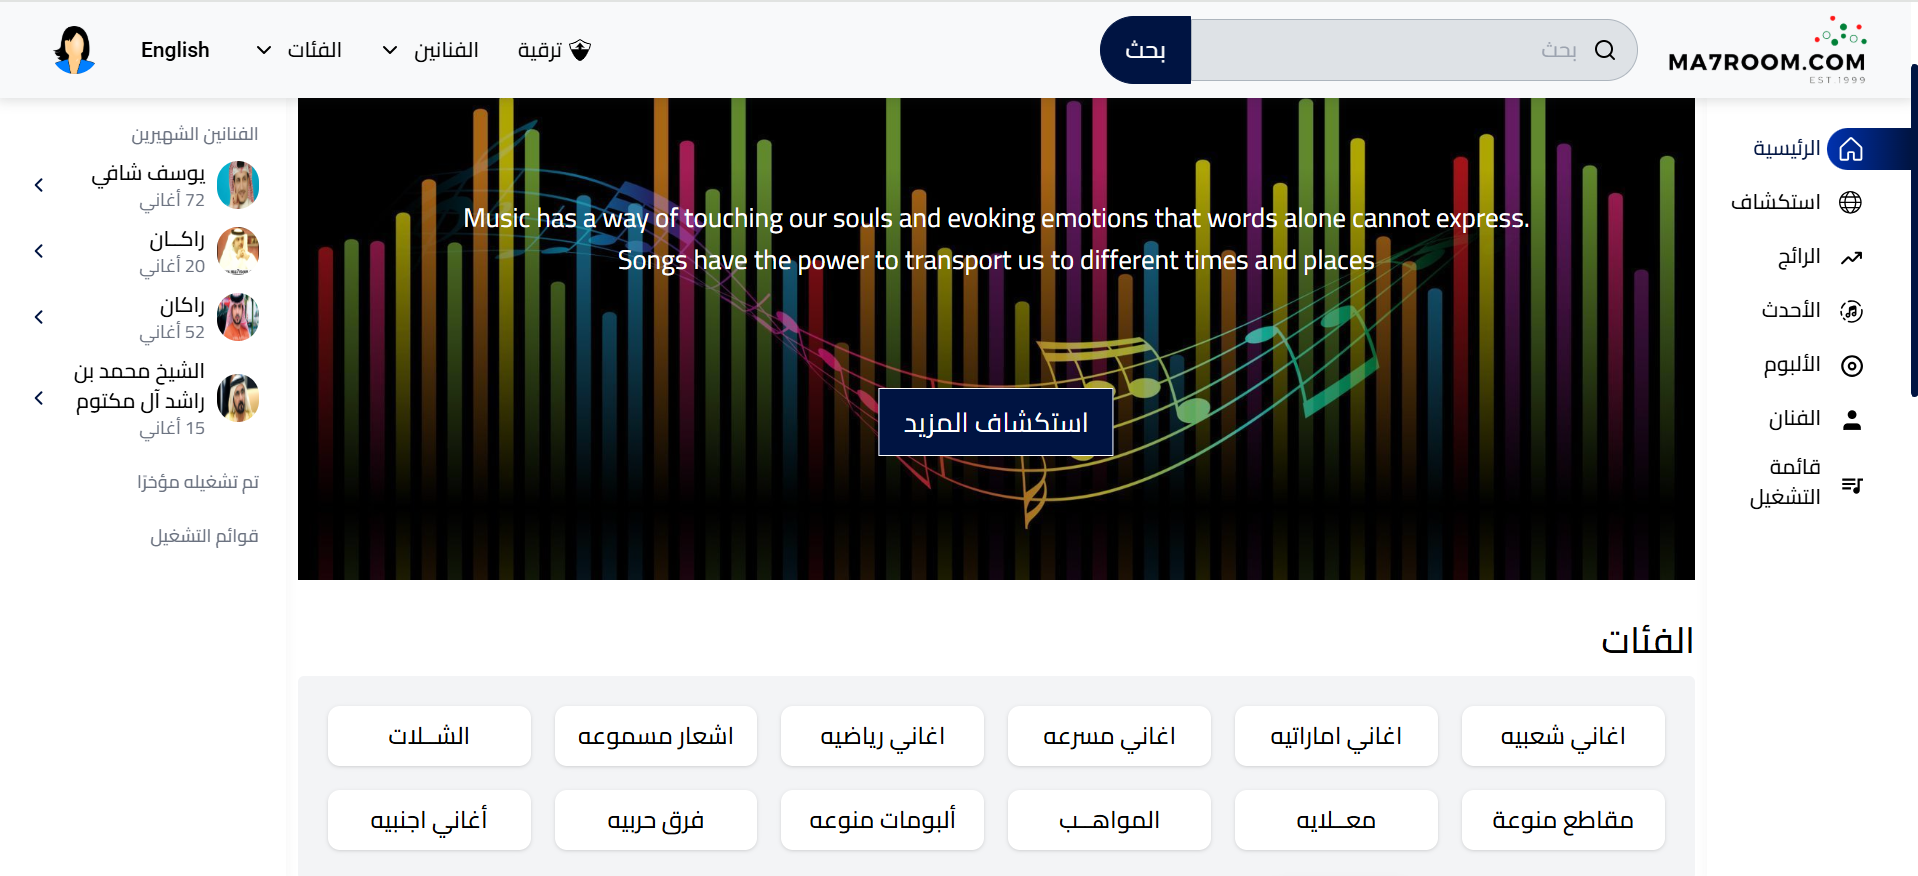 MA7ROOM.COM
EST 1999
بحث
بحث
ترقية
الفنانين
الفئات
English
الرئيسية
استكشاف
الرائج
الأحدث
الألبوم
الفنان
قائمة
التشغيل
Music has a way of touching our souls and evoking emotions that words alone cannot express.
Songs have the power to transport us to different times and places
استكشاف المزيد
الفنانين الشهيرين
يوسف شافي
72 أغاني
راكــان
20 أغاني
راكان
52 أغاني
الشيخ محمد بن
راشد آل مكتوم
15 أغاني
تم تشغيله مؤخرًا
قوائم التشغيل
الفئات
اغاني شعبيه
اغاني اماراتيه
اغاني مسرعه
اغاني رياضيه
اشعار مسموعه
الشــلات
مقاطع منوعة
معــلايه
المواهــب
ألبومات منوعه
فرق حربيه
أغاني اجنبيه